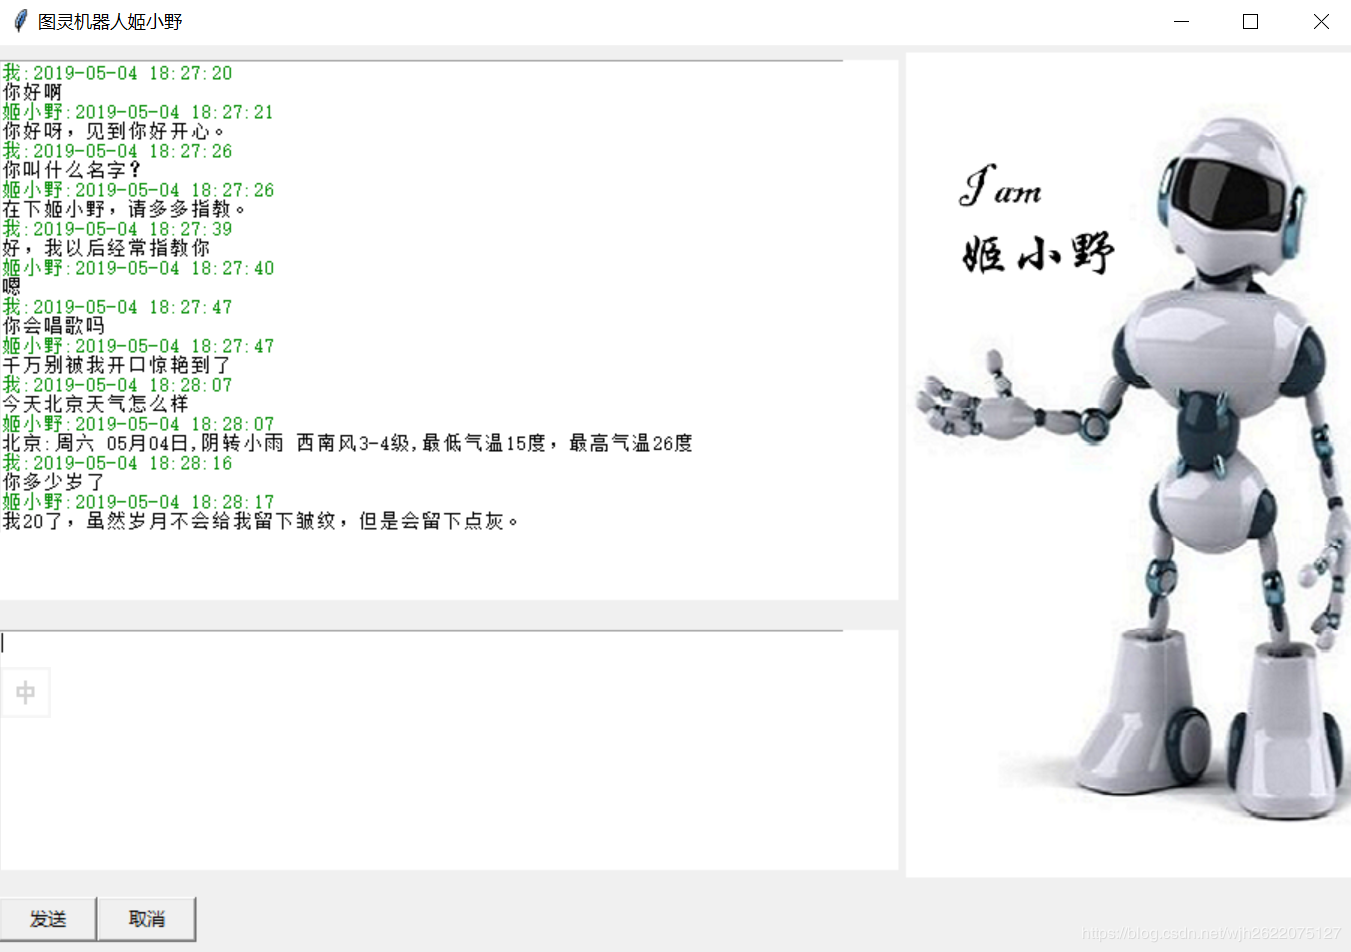 图灵机器人姬小野
我:2019-05-04 18:27:20
你好啊
姬小野:2019-05-04 18:27:21
你好呀，见到你好开心。
我:2019-05-04 18:27:26
你叫什么名字？
姬小野:2019-05-04 18:27:26
在下姬小野，请多多指教。
我:2019-05-04 18:27:39
好，我以后经常指教你
姬小野:2019-05-04 18:27:40
嗯
我:2019-05-04 18:27:47
你会唱歌吗
姬小野:2019-05-04 18:27:47
千万别被我开口惊艳到了
我:2019-05-04 18:28:07
今天北京天气怎么样
姬小野:2019-05-04 18:28:07
北京:周六 05月04日,阴转小雨 西南风3-4级,最低气温15度，最高气温26度
我:2019-05-04 18:28:16
你多少岁了
姬小野:2019-05-04 18:28:17
我20了，虽然岁月不会给我留下皱纹，但是会留下点灰。
I am
姬小野
中
发送 取消
https://blog.csdn.net/wjh2622075127